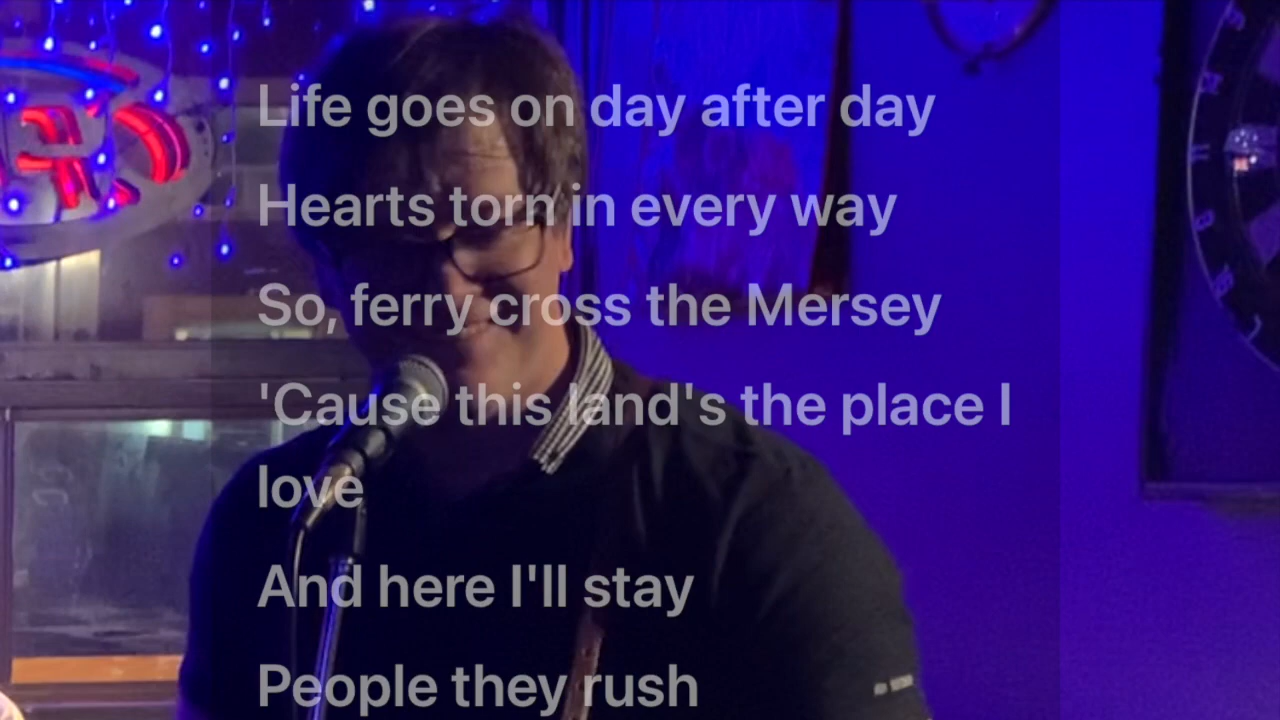 Life goes on day after day
Hearts torn in every way
So, ferry cross the Mersey
'Cause this land's the place I
love
And here I'll stay
People they rush